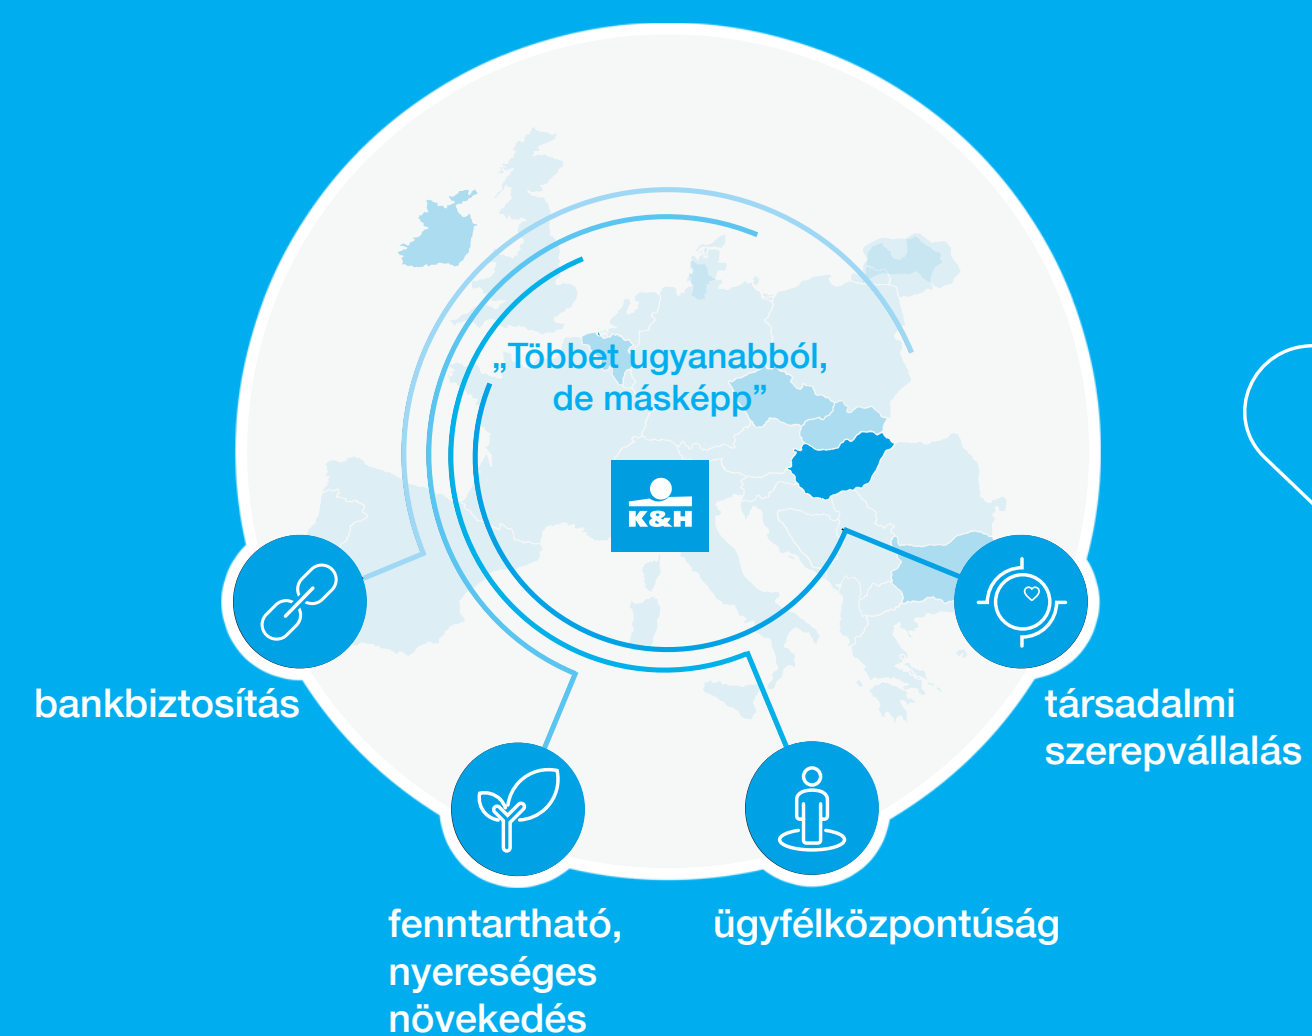 „Többet ugyanabból,
de másképp”
K&H
bankbiztosítás
társadalmi
szerepvállalás
fenntartható,
nyereséges
növekedés
ügyfélközpontúság